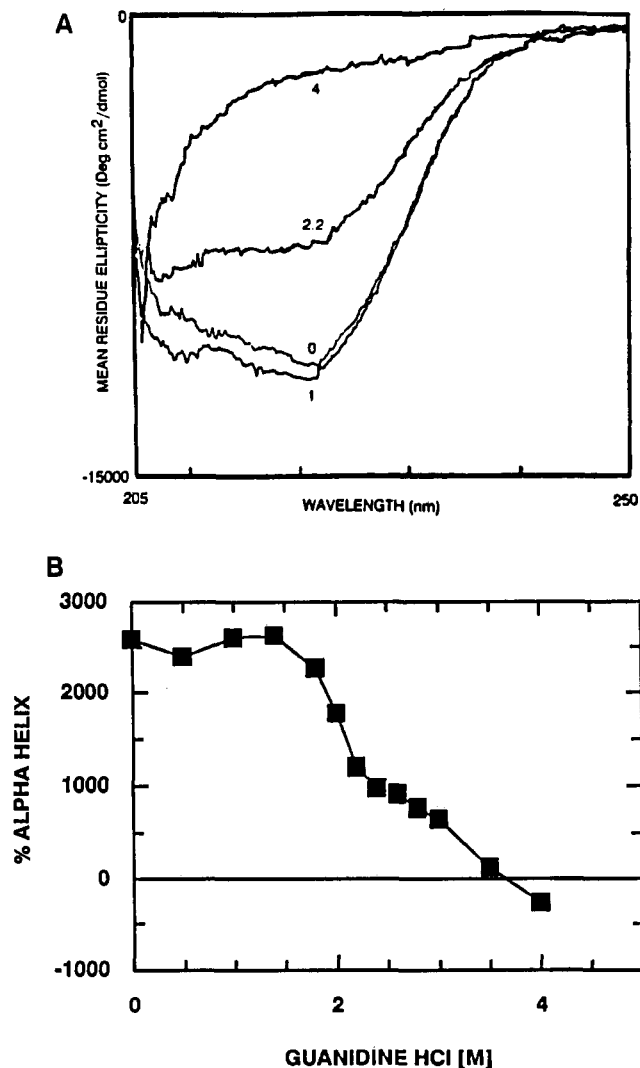 A
0
MEAN RESIDUE ELLIPTICITY (Deg cm²/dmol)
4
2.2
0
1
-15000
205
WAVELENGTH (nm)
250
B
3000
2000
1000
0
-1000
% ALPHA HELIX
0
2
4
GUANIDINE HCl [M]